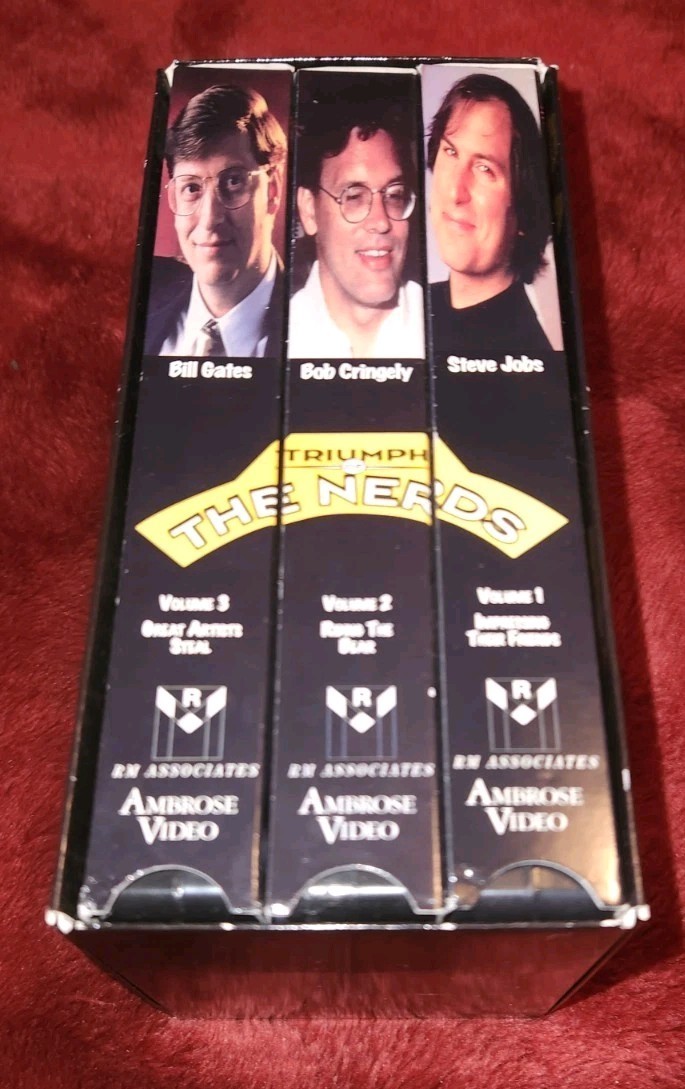 Bill Gates
Bob Cringely
Steve Jobs
TRIUMPH
OF
THE NERDS
VOLUME 3
GREAT ARTISTS
STEAL
VOLUME 2
RIDING THE
BEAR
VOLUME 1
IMPRESSING
THEIR FRIENDS
R
RM ASSOCIATES
AMBROSE
VIDEO
R
RM ASSOCIATES
AMBROSE
VIDEO
R
RM ASSOCIATES
AMBROSE
VIDEO